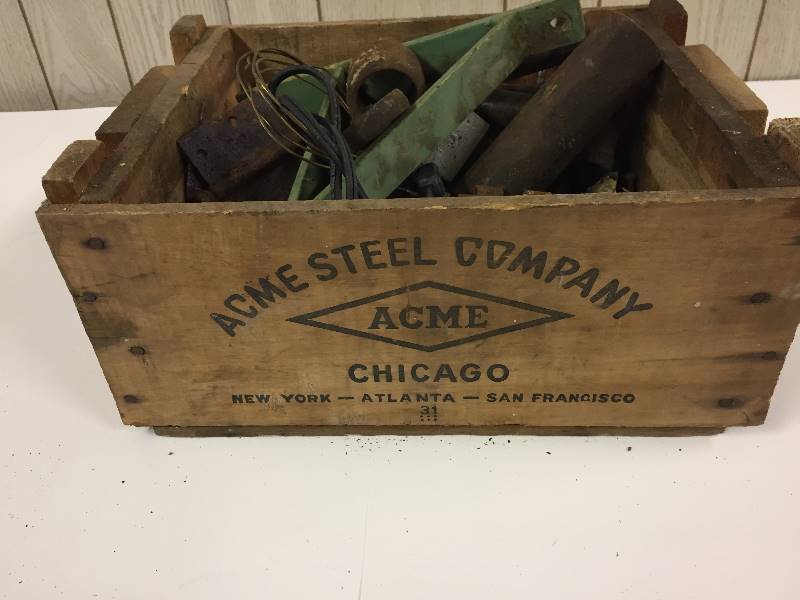 ACME STEEL COMPANY
ACME
CHICAGO
NEW YORK — ATLANTA — SAN FRANCISCO
31